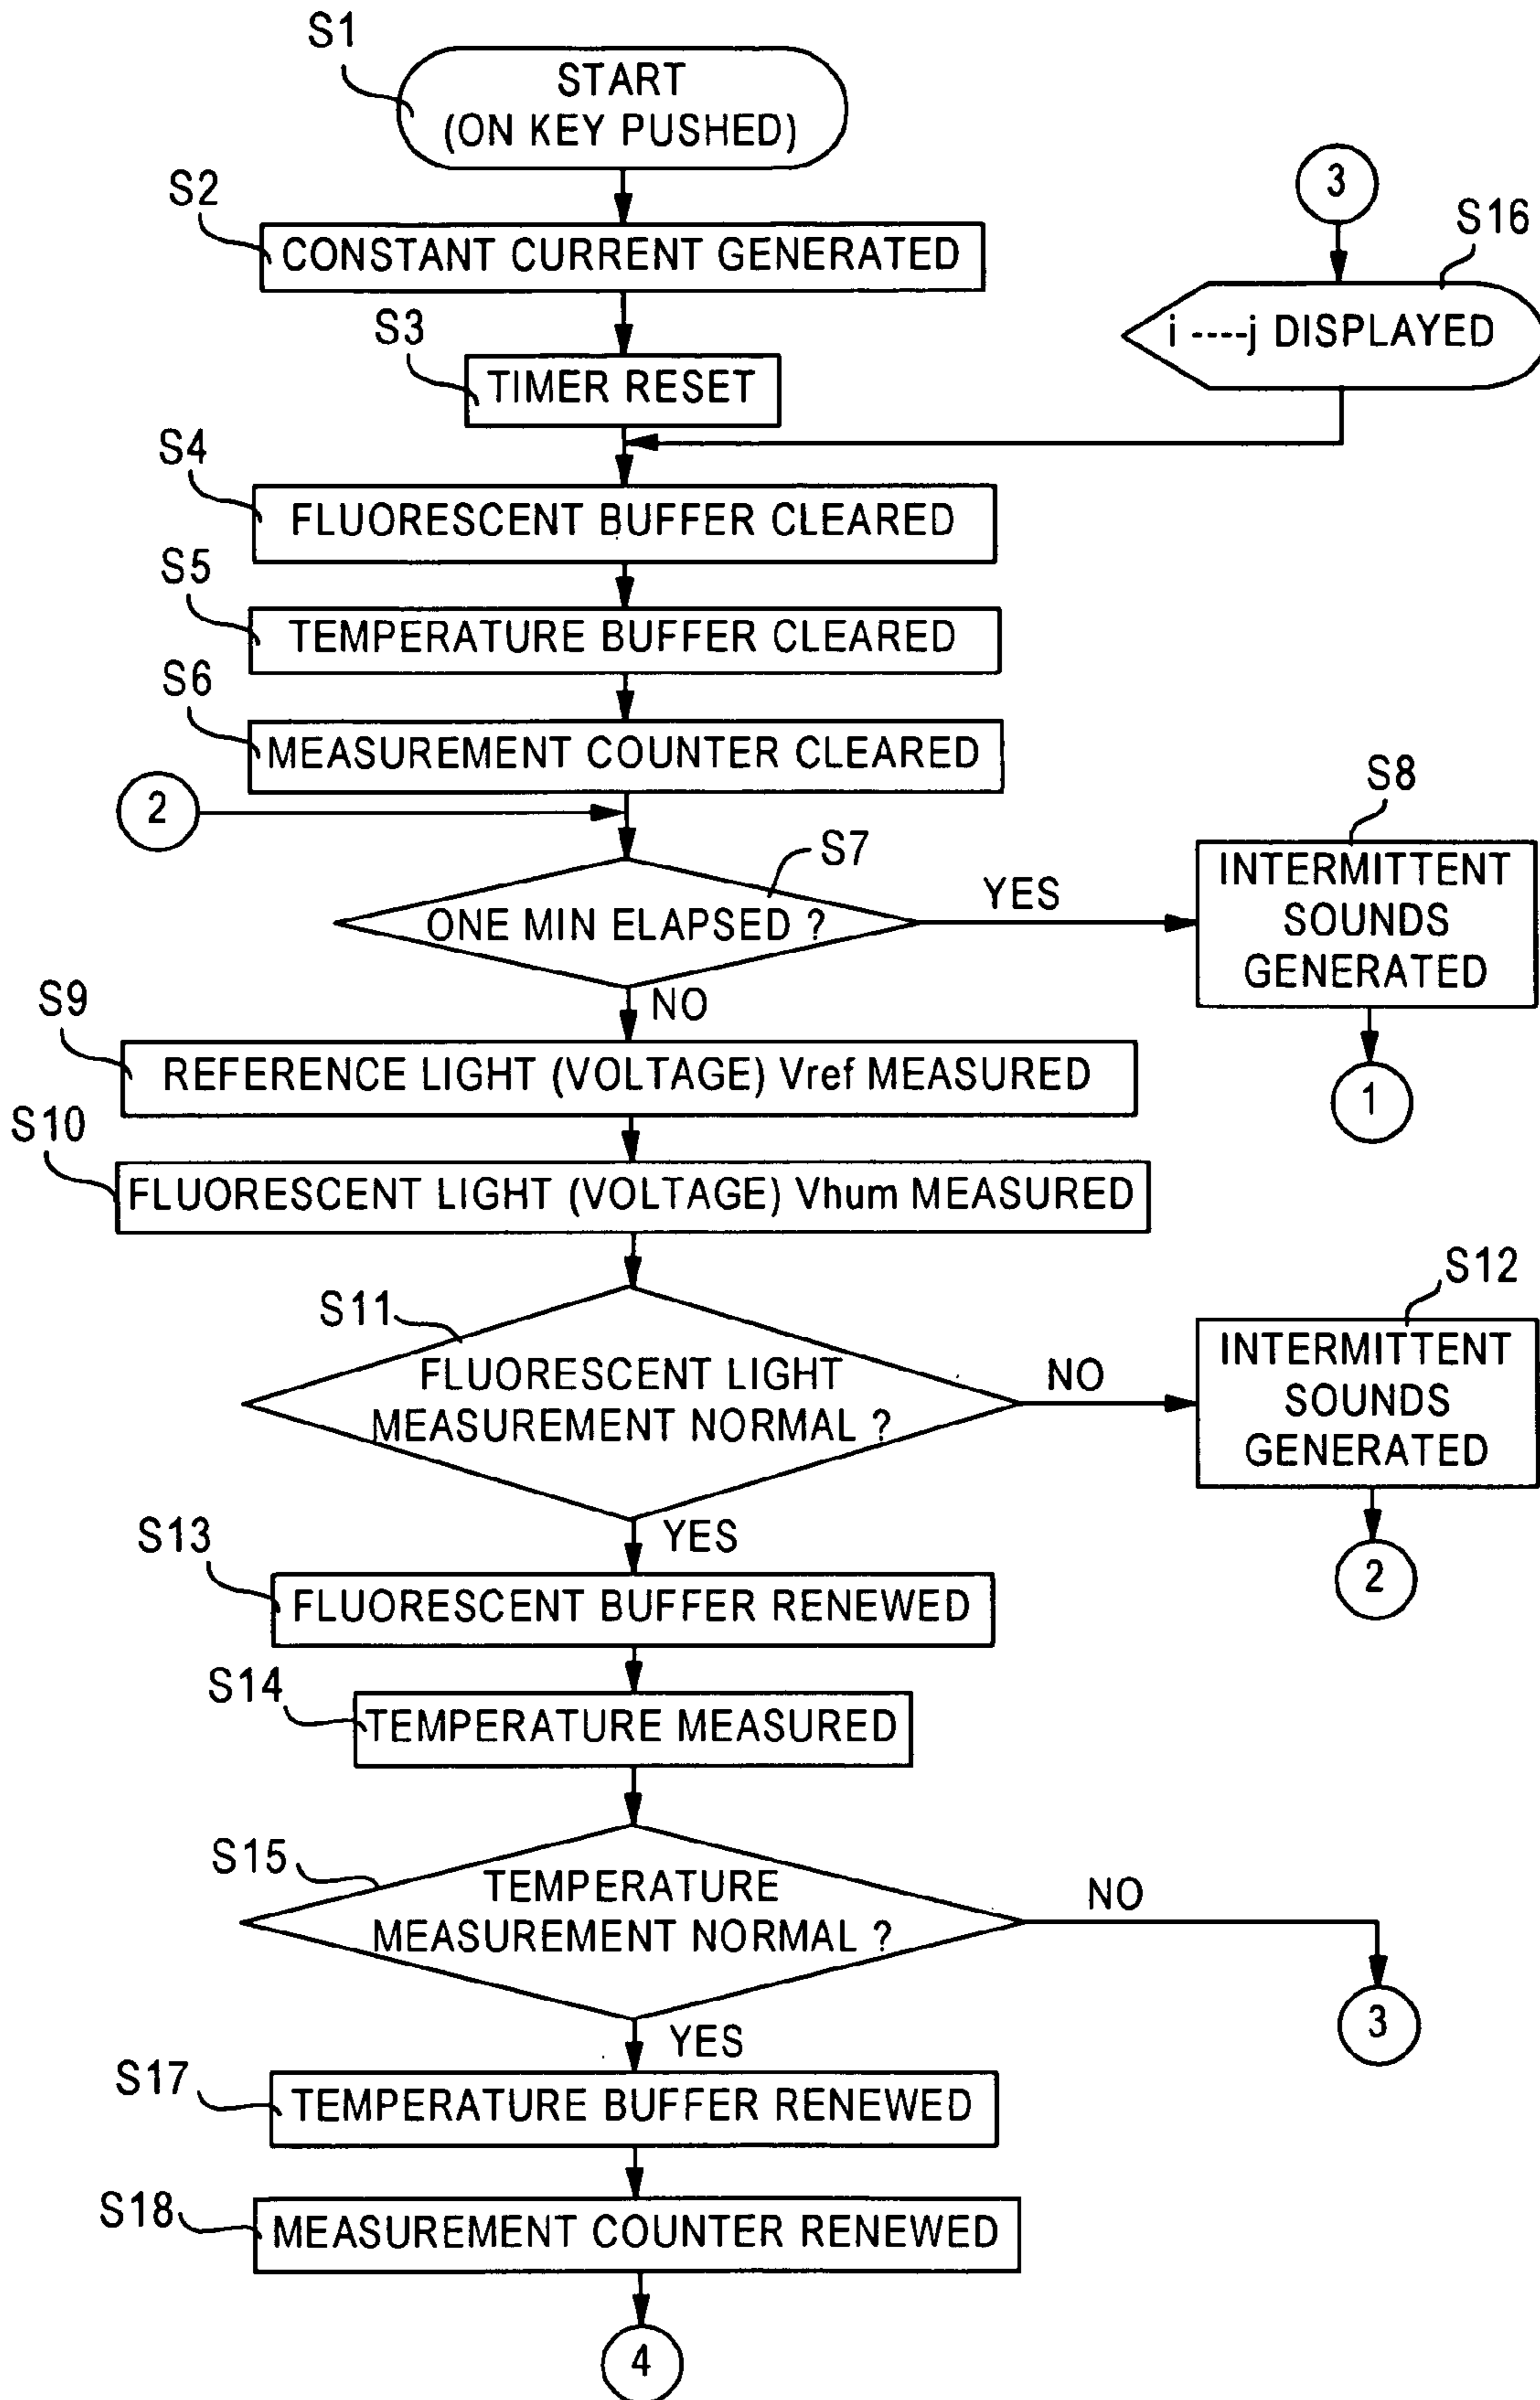 S1
START
(ON KEY PUSHED)
S2
CONSTANT CURRENT GENERATED
S3
TIMER RESET
3
S16
i ----j DISPLAYED
S4
FLUORESCENT BUFFER CLEARED
S5
TEMPERATURE BUFFER CLEARED
S6
MEASUREMENT COUNTER CLEARED
2
S7
ONE MIN ELAPSED ?
YES
S8
INTERMITTENT
SOUNDS
GENERATED
1
NO
S9
REFERENCE LIGHT (VOLTAGE) Vref MEASURED
S10
FLUORESCENT LIGHT (VOLTAGE) Vhum MEASURED
S11
FLUORESCENT LIGHT
MEASUREMENT NORMAL ?
NO
S12
INTERMITTENT
SOUNDS
GENERATED
2
YES
S13
FLUORESCENT BUFFER RENEWED
S14
TEMPERATURE MEASURED
S15
TEMPERATURE
MEASUREMENT NORMAL ?
NO
3
YES
S17
TEMPERATURE BUFFER RENEWED
S18
MEASUREMENT COUNTER RENEWED
4